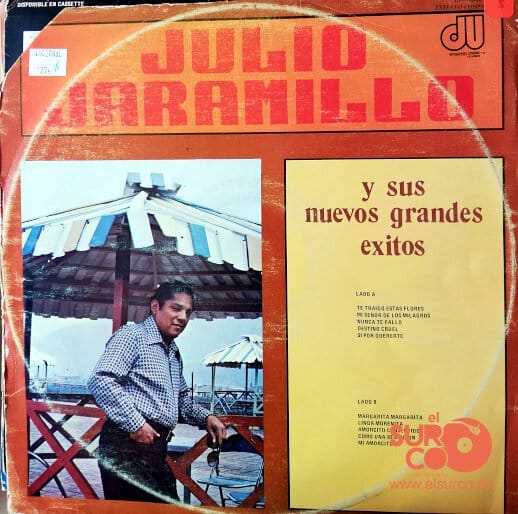 DISPONIBLE EN CASSETTE
JULIO
JARAMILLO
y sus
nuevos grandes
exitos
LADO A
TE TRAIGO ESTAS FLORES
MI SEÑOR DE LOS MILAGROS
NUNCA TE FALLO
DESTINO CRUEL
SI POR QUERERTE
LADO B
MARGARITA MARGARITA
LINDA MORENITA
AMORCITO
COMO UNA
MI AMORCITO
el
SURCO
www.elsurco.